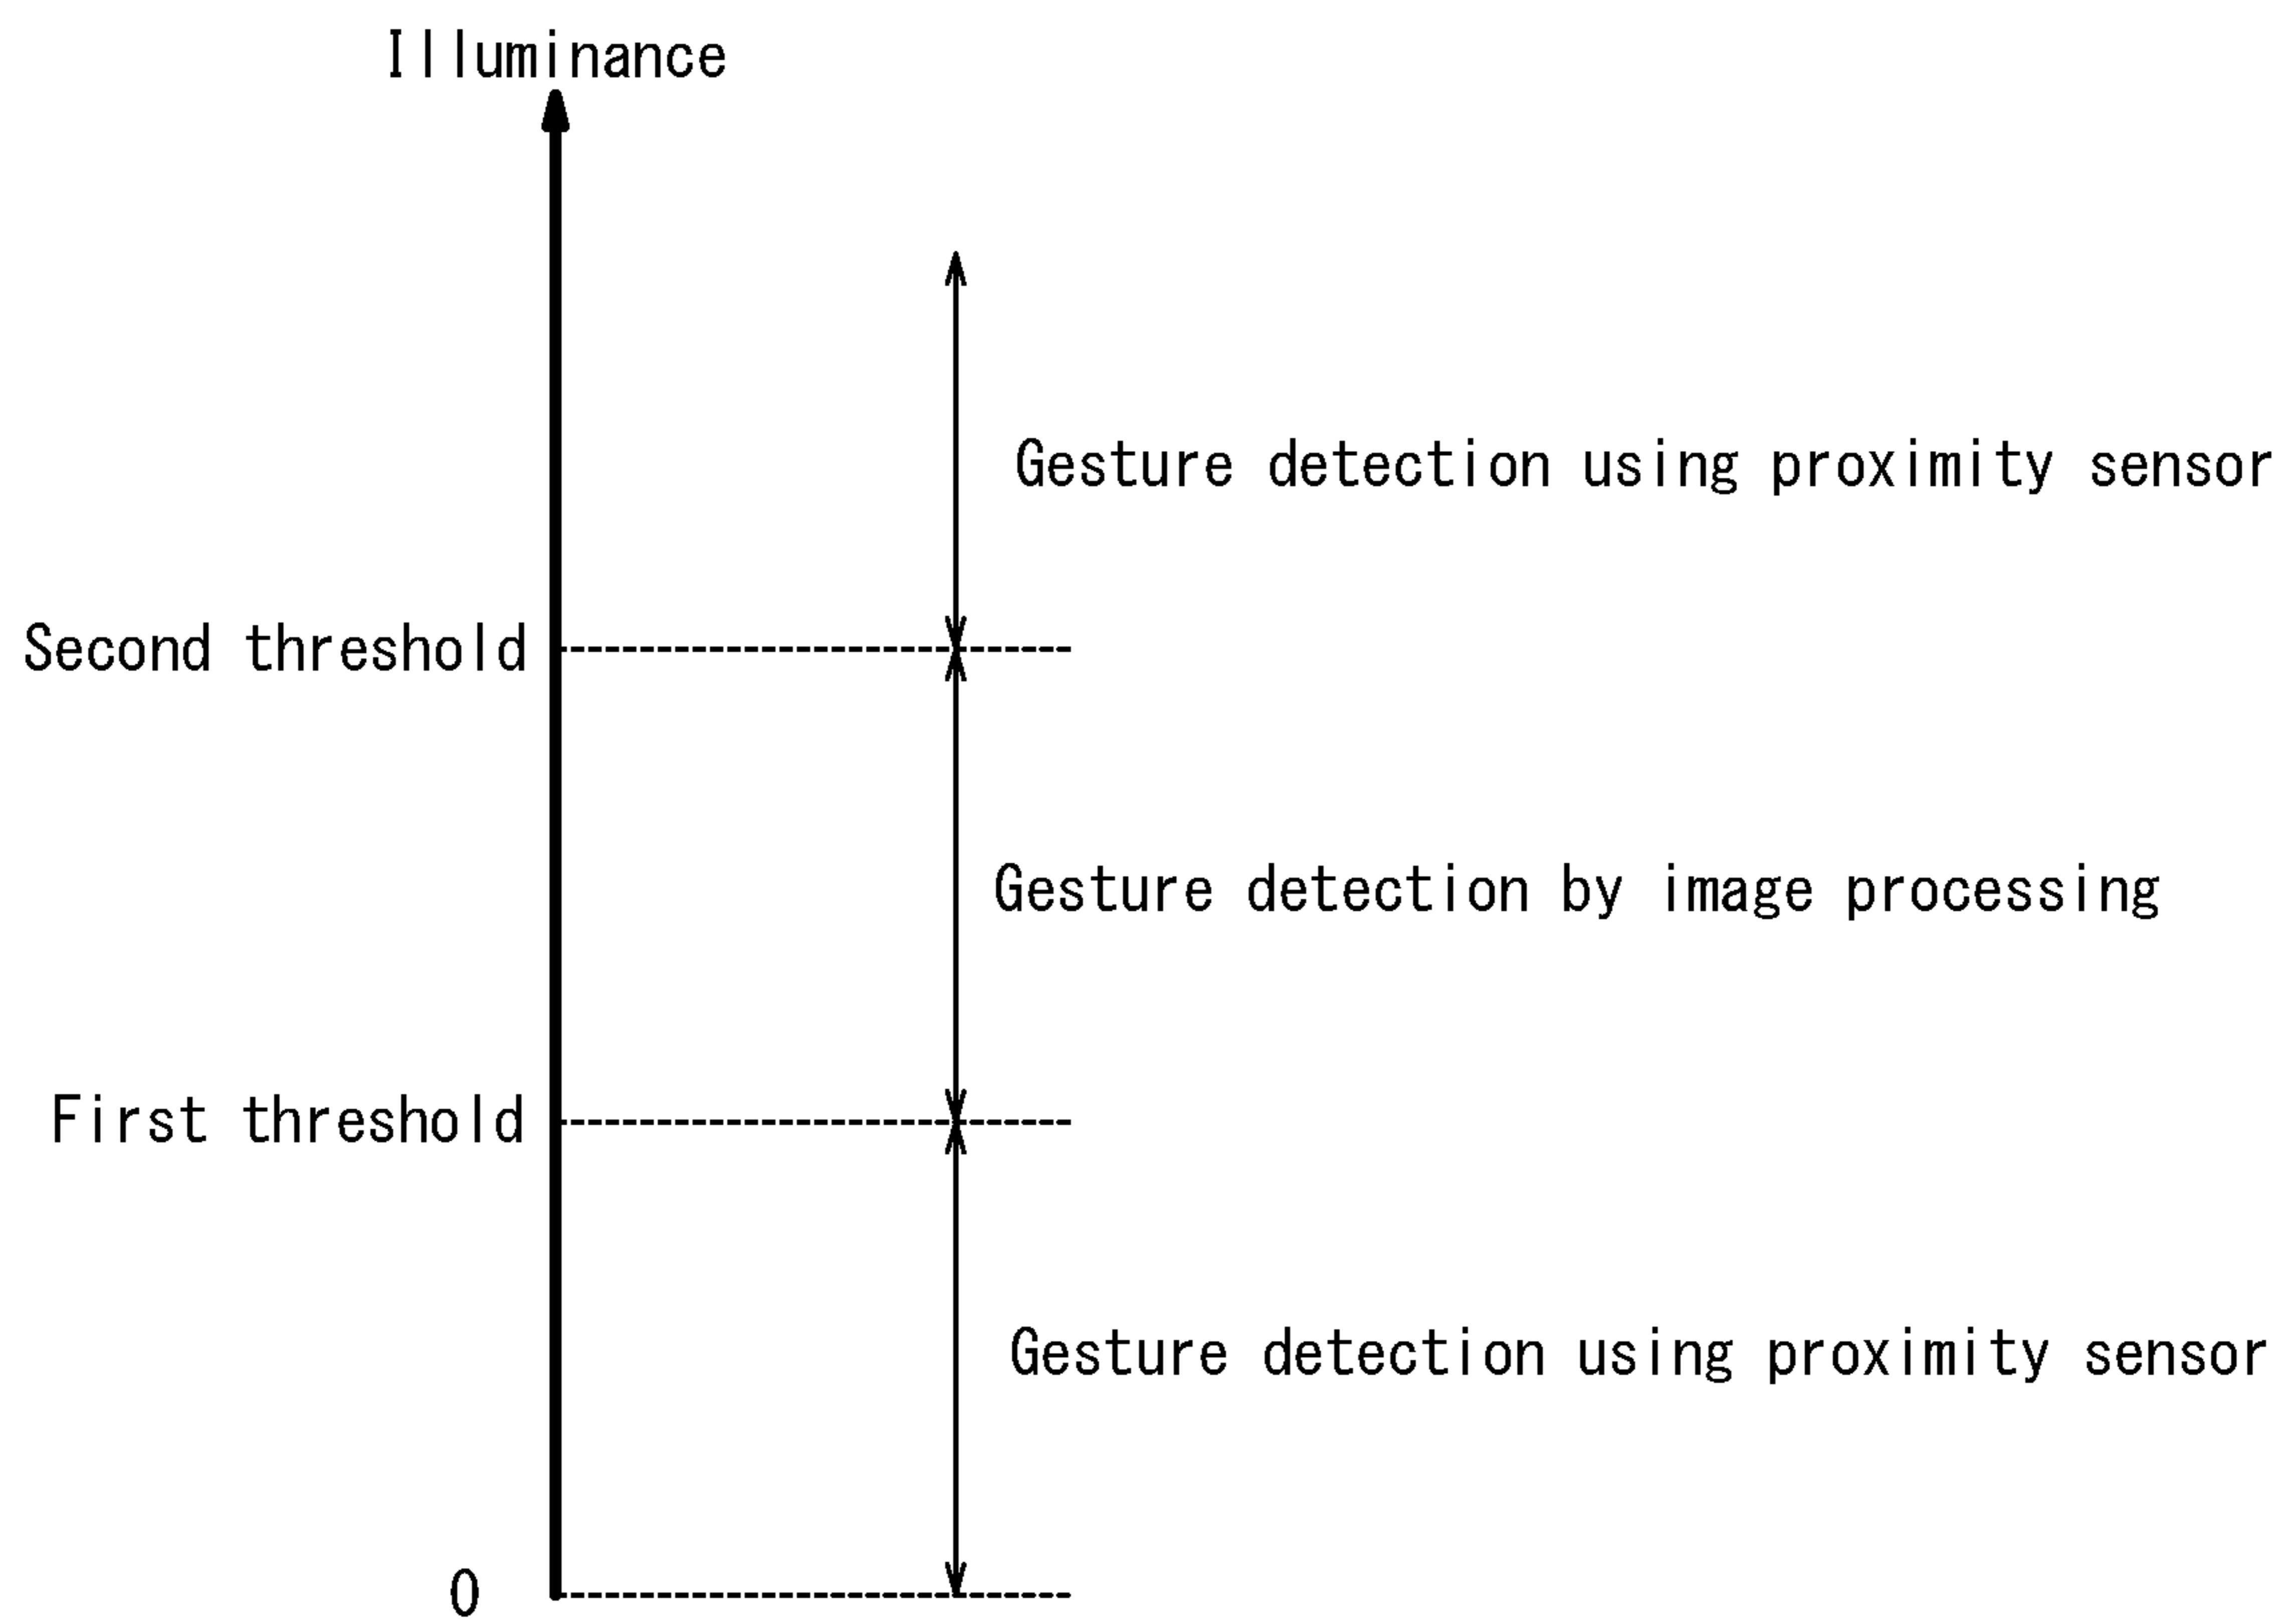 Illuminance
Gesture detection using proximity sensor
Second threshold
Gesture detection by image processing
First threshold
Gesture detection using proximity sensor
0